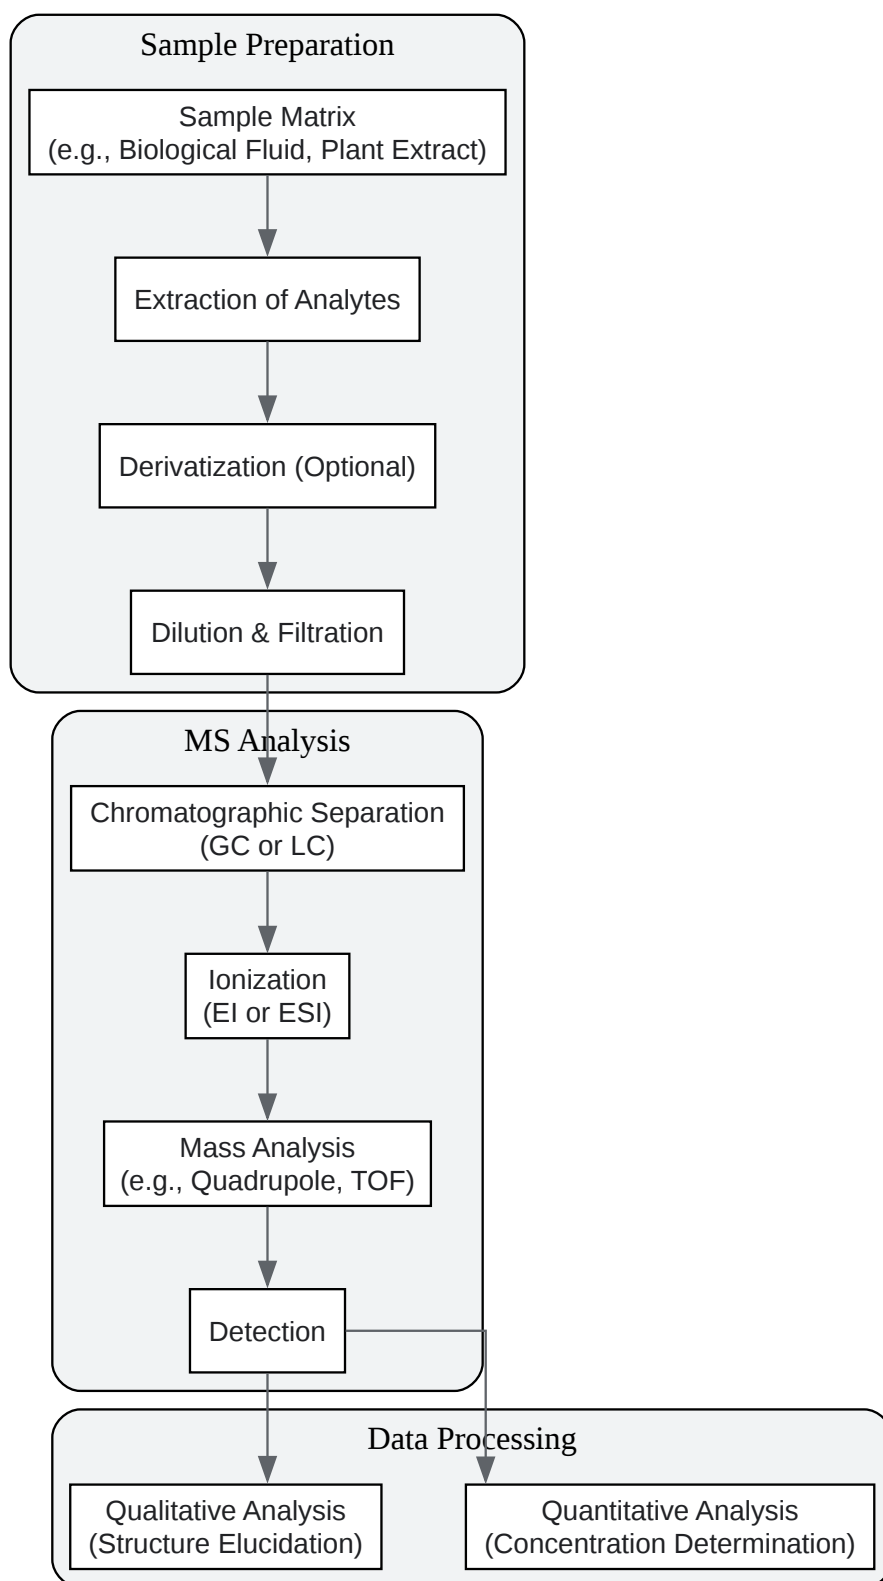 Sample Preparation
Sample Matrix
(e.g., Biological Fluid, Plant Extract)
Extraction of Analytes
Derivatization (Optional)
Dilution & Filtration
MS Analysis
Chromatographic Separation
(GC or LC)
Ionization
(EI or ESI)
Mass Analysis
(e.g., Quadrupole, TOF)
Detection
Data Processing
Qualitative Analysis
(Structure Elucidation)
Quantitative Analysis
(Concentration Determination)